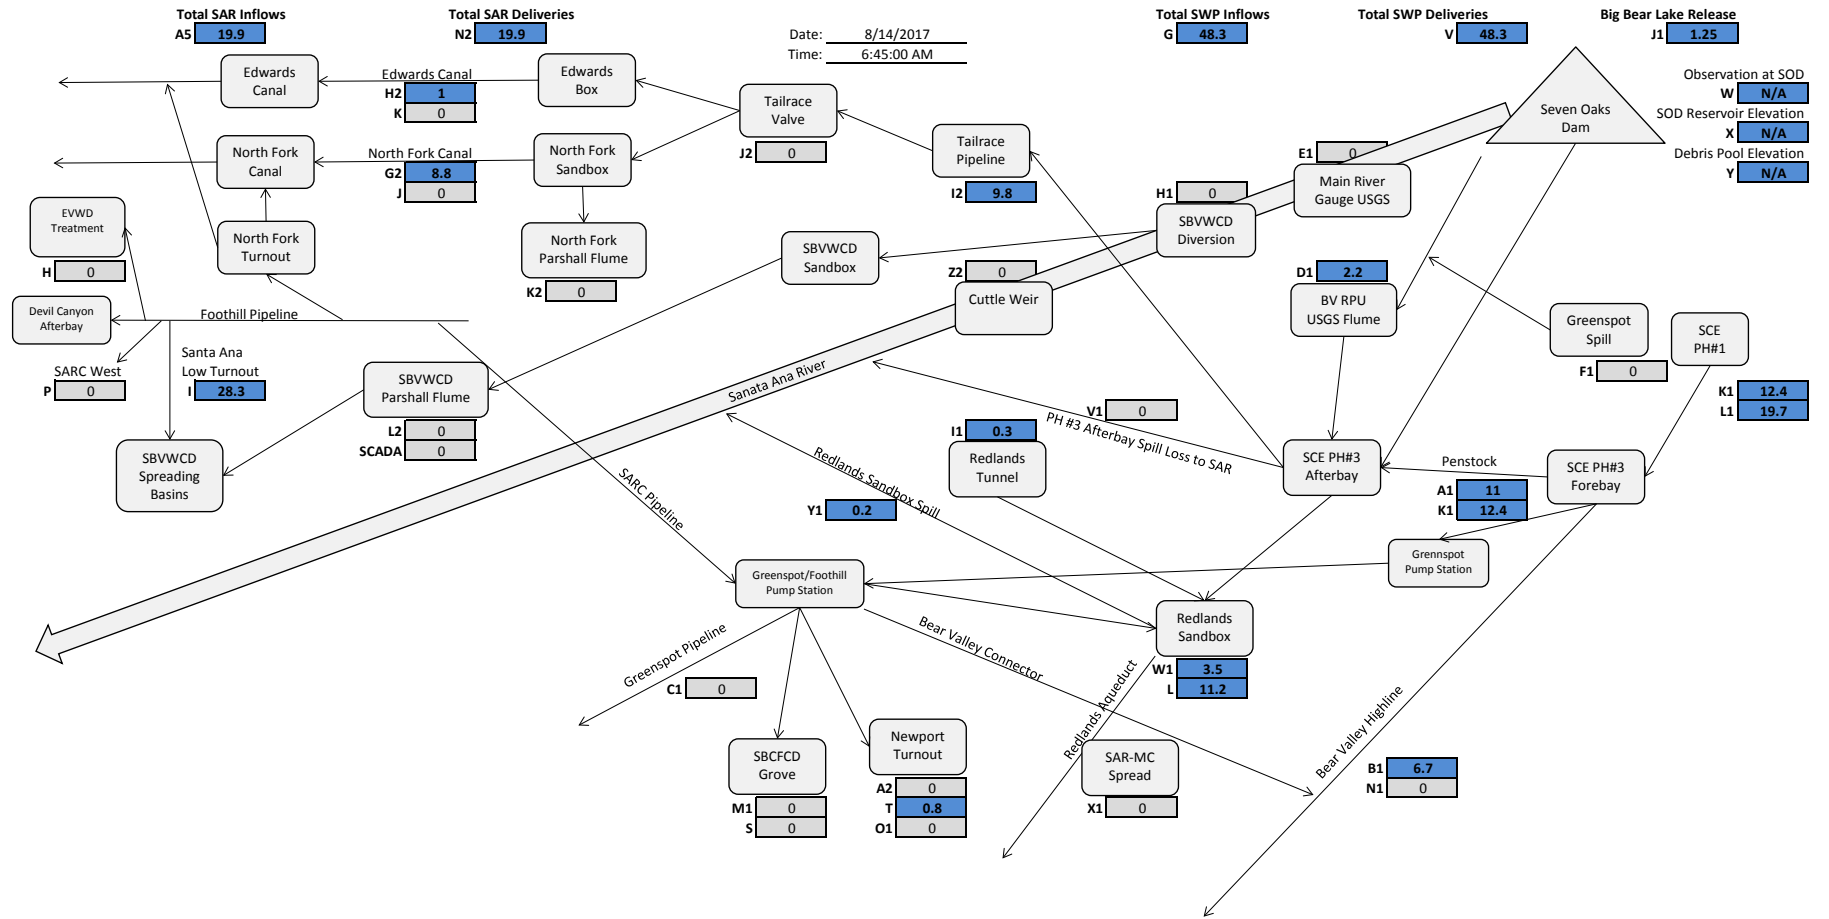 Total SAR Inflows
A5 19.9
Total SAR Deliveries
N2 19.9
Date: 8/14/2017
Time: 6:45:00 AM
Total SWP Inflows
G 48.3
Total SWP Deliveries
V 48.3
Big Bear Lake Release
J1 1.25
Edwards
Canal
Edwards Canal
H2 1
K 0
Edwards
Box
Tailrace
Valve
J2 0
Tailrace
Pipeline
I2 9.8
Seven Oaks
Dam
Observation at SOD
W N/A
SOD Reservoir Elevation
X N/A
Debris Pool Elevation
Y N/A
North Fork
Canal
North Fork Canal
G2 8.8
J 0
North Fork
Sandbox
E1 0
Main River
Gauge USGS
H1 0
SBVWCD
Diversion
EVWD
Treatment
H 0
North Fork
Turnout
North Fork
Parshall Flume
K2 0
SBVWCD
Sandbox
Z2 0
Cuttle Weir
D1 2.2
BV RPU
USGS Flume
Greenspot
Spill
F1 0
SCE
PH#1
K1 12.4
L1 19.7
Devil Canyon
Afterbay
Foothill Pipeline
SARC West
P 0
Santa Ana
Low Turnout
I 28.3
SBVWCD
Parshall Flume
L2 0
SCADA 0
Sanata Ana River
V1 0
PH #3 Afterbay Spill Loss to SAR
I1 0.3
Redlands
Tunnel
SCE PH#3
Afterbay
Penstock
A1 11
K1 12.4
SCE PH#3
Forebay
SBVWCD
Spreading
Basins
SARC Pipeline
Redlands Sandbox Spill
Y1 0.2
Grennspot
Pump Station
Greenspot/Foothill
Pump Station
Redlands
Sandbox
W1 3.5
L 11.2
Greenspot Pipeline
C1 0
Bear Valley Connector
Redlands Aqueduct
Bear Valley Highline
SBCFCD
Grove
M1 0
S 0
Newport
Turnout
A2 0
T 0.8
O1 0
SAR-MC
Spread
X1 0
B1 6.7
N1 0